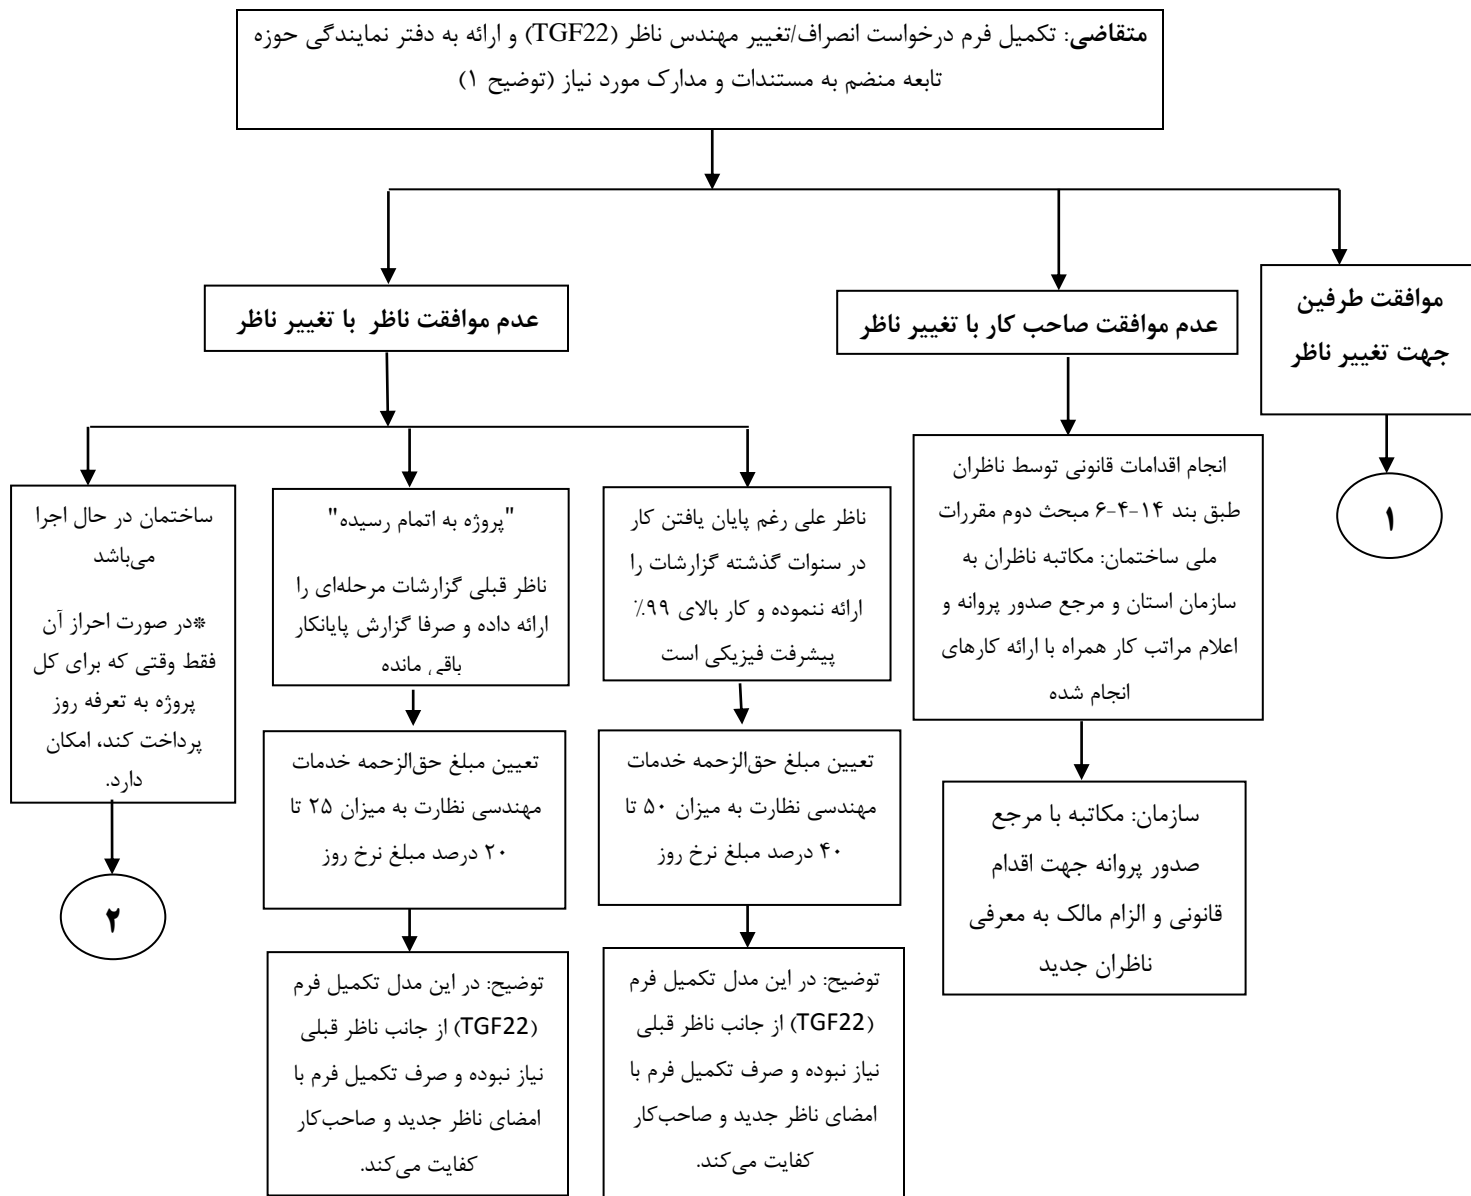 متقاضی: تکمیل فرم درخواست انصراف/تغییر مهندس ناظر (TGF22) و ارائه به دفتر نمایندگی حوزه
تابعه منضم به مستندات و مدارک مورد نیاز (توضیح ۱)
موافقت طرفین
جهت تغییر ناظر
عدم موافقت صاحب کار با تغییر ناظر
عدم موافقت ناظر با تغییر ناظر
۱
انجام اقدامات قانونی توسط ناظران
طبق بند ۱۴-۴-۶ مبحث دوم مقررات
ملی ساختمان: مکاتبه ناظران به
سازمان استان و مرجع صدور پروانه و
اعلام مراتب کار همراه با ارائه کارهای
انجام شده
سازمان: مکاتبه با مرجع
صدور پروانه جهت اقدام
قانونی و الزام مالک به معرفی
ناظران جدید
ناظر علی رغم پایان یافتن کار
در سنوات گذشته گزارشات را
ارائه ننموده و کار بالای ۹۹٪
پیشرفت فیزیکی است
تعیین مبلغ حق‌الزحمه خدمات
مهندسی نظارت به میزان ۵۰ تا
۴۰ درصد مبلغ نرخ روز
توضیح: در این مدل تکمیل فرم
(TGF22) از جانب ناظر قبلی
نیاز نبوده و صرف تکمیل فرم با
امضای ناظر جدید و صاحب‌کار
کفایت می‌کند.
"پروژه به اتمام رسیده"
ناظر قبلی گزارشات مرحله‌ای را
ارائه داده و صرفا گزارش پایانکار
باقی مانده
تعیین مبلغ حق‌الزحمه خدمات
مهندسی نظارت به میزان ۲۵ تا
۲۰ درصد مبلغ نرخ روز
توضیح: در این مدل تکمیل فرم
(TGF22) از جانب ناظر قبلی
نیاز نبوده و صرف تکمیل فرم با
امضای ناظر جدید و صاحب‌کار
کفایت می‌کند.
ساختمان در حال اجرا
می‌باشد
*در صورت احراز آن
فقط وقتی که برای کل
پروژه به تعرفه روز
پرداخت کند، امکان
دارد.
۲